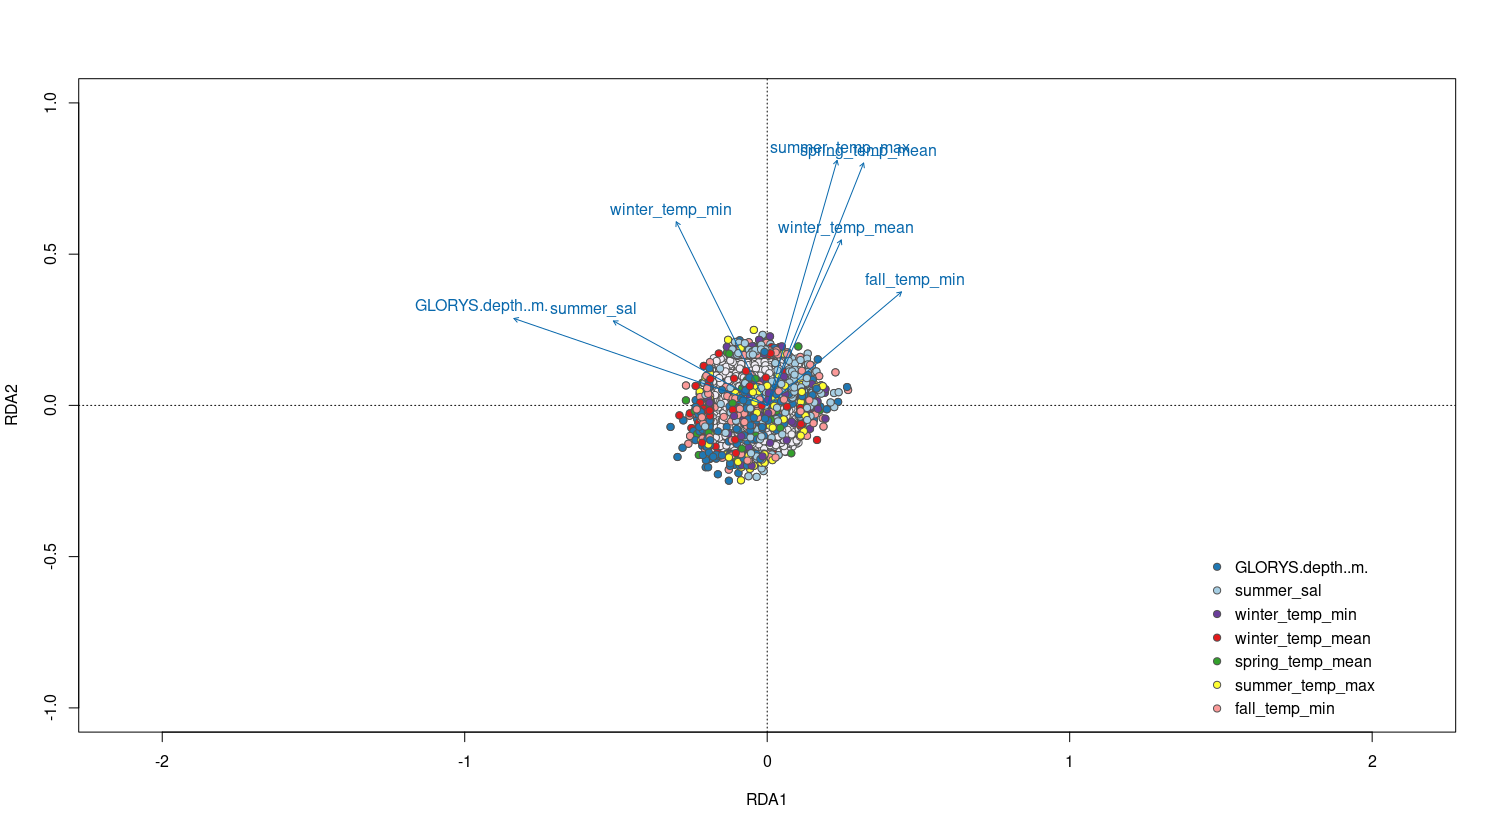 summer_temp_max
spring_temp_mean
winter_temp_min
winter_temp_mean
fall_temp_min
GLORYS.depth..m.
summer_sal
1.0
0.5
0.0
-0.5
-1.0
RDA2
GLORYS.depth..m.
summer_sal
winter_temp_min
winter_temp_mean
spring_temp_mean
summer_temp_max
fall_temp_min
-2
-1
0
1
2
RDA1